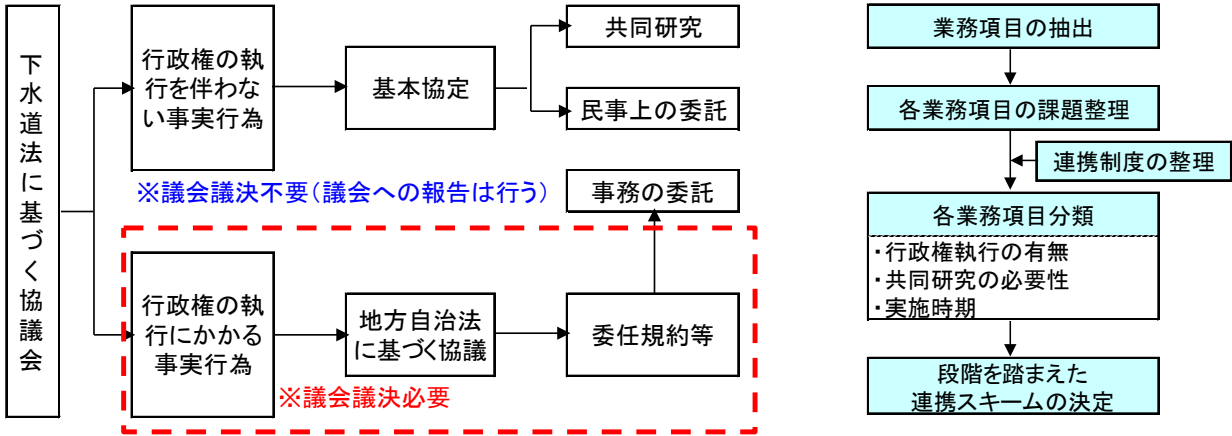 下水道法に基づく協議会
行政権の執
行を伴わな
い事実行為
基本協定
共同研究
民事上の委託
※議会議決不要(議会への報告は行う)
事務の委託
行政権の執
行にかかる
事実行為
地方自治法
に基づく協議
委任規約等
※議会議決必要
業務項目の抽出
各業務項目の課題整理
連携制度の整理
各業務項目分類
・行政権執行の有無
・共同研究の必要性
・実施時期
段階を踏まえた
連携スキームの決定